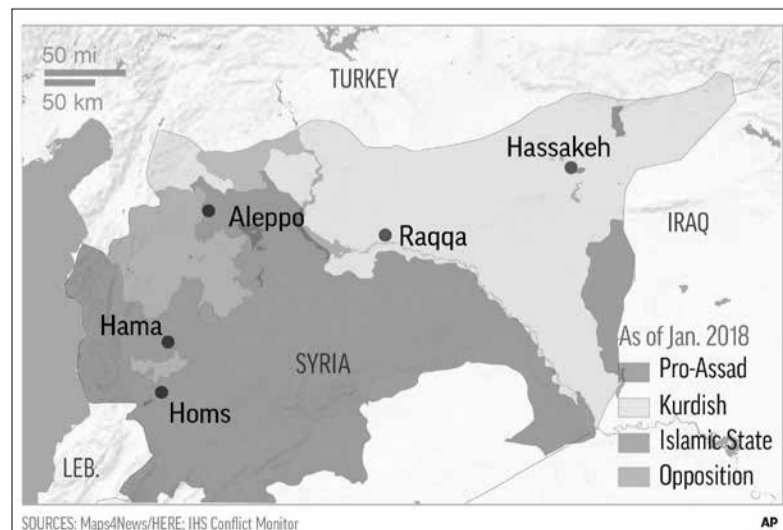 50 mi
50 km
TURKEY
Hassakeh
Aleppo
Raqqa
IRAQ
Hama
SYRIA
Homs
LEB.
As of Jan. 2018
Pro-Assad
Kurdish
Islamic State
Opposition
SOURCES: Maps4News/HERE; IHS Conflict Monitor
AP